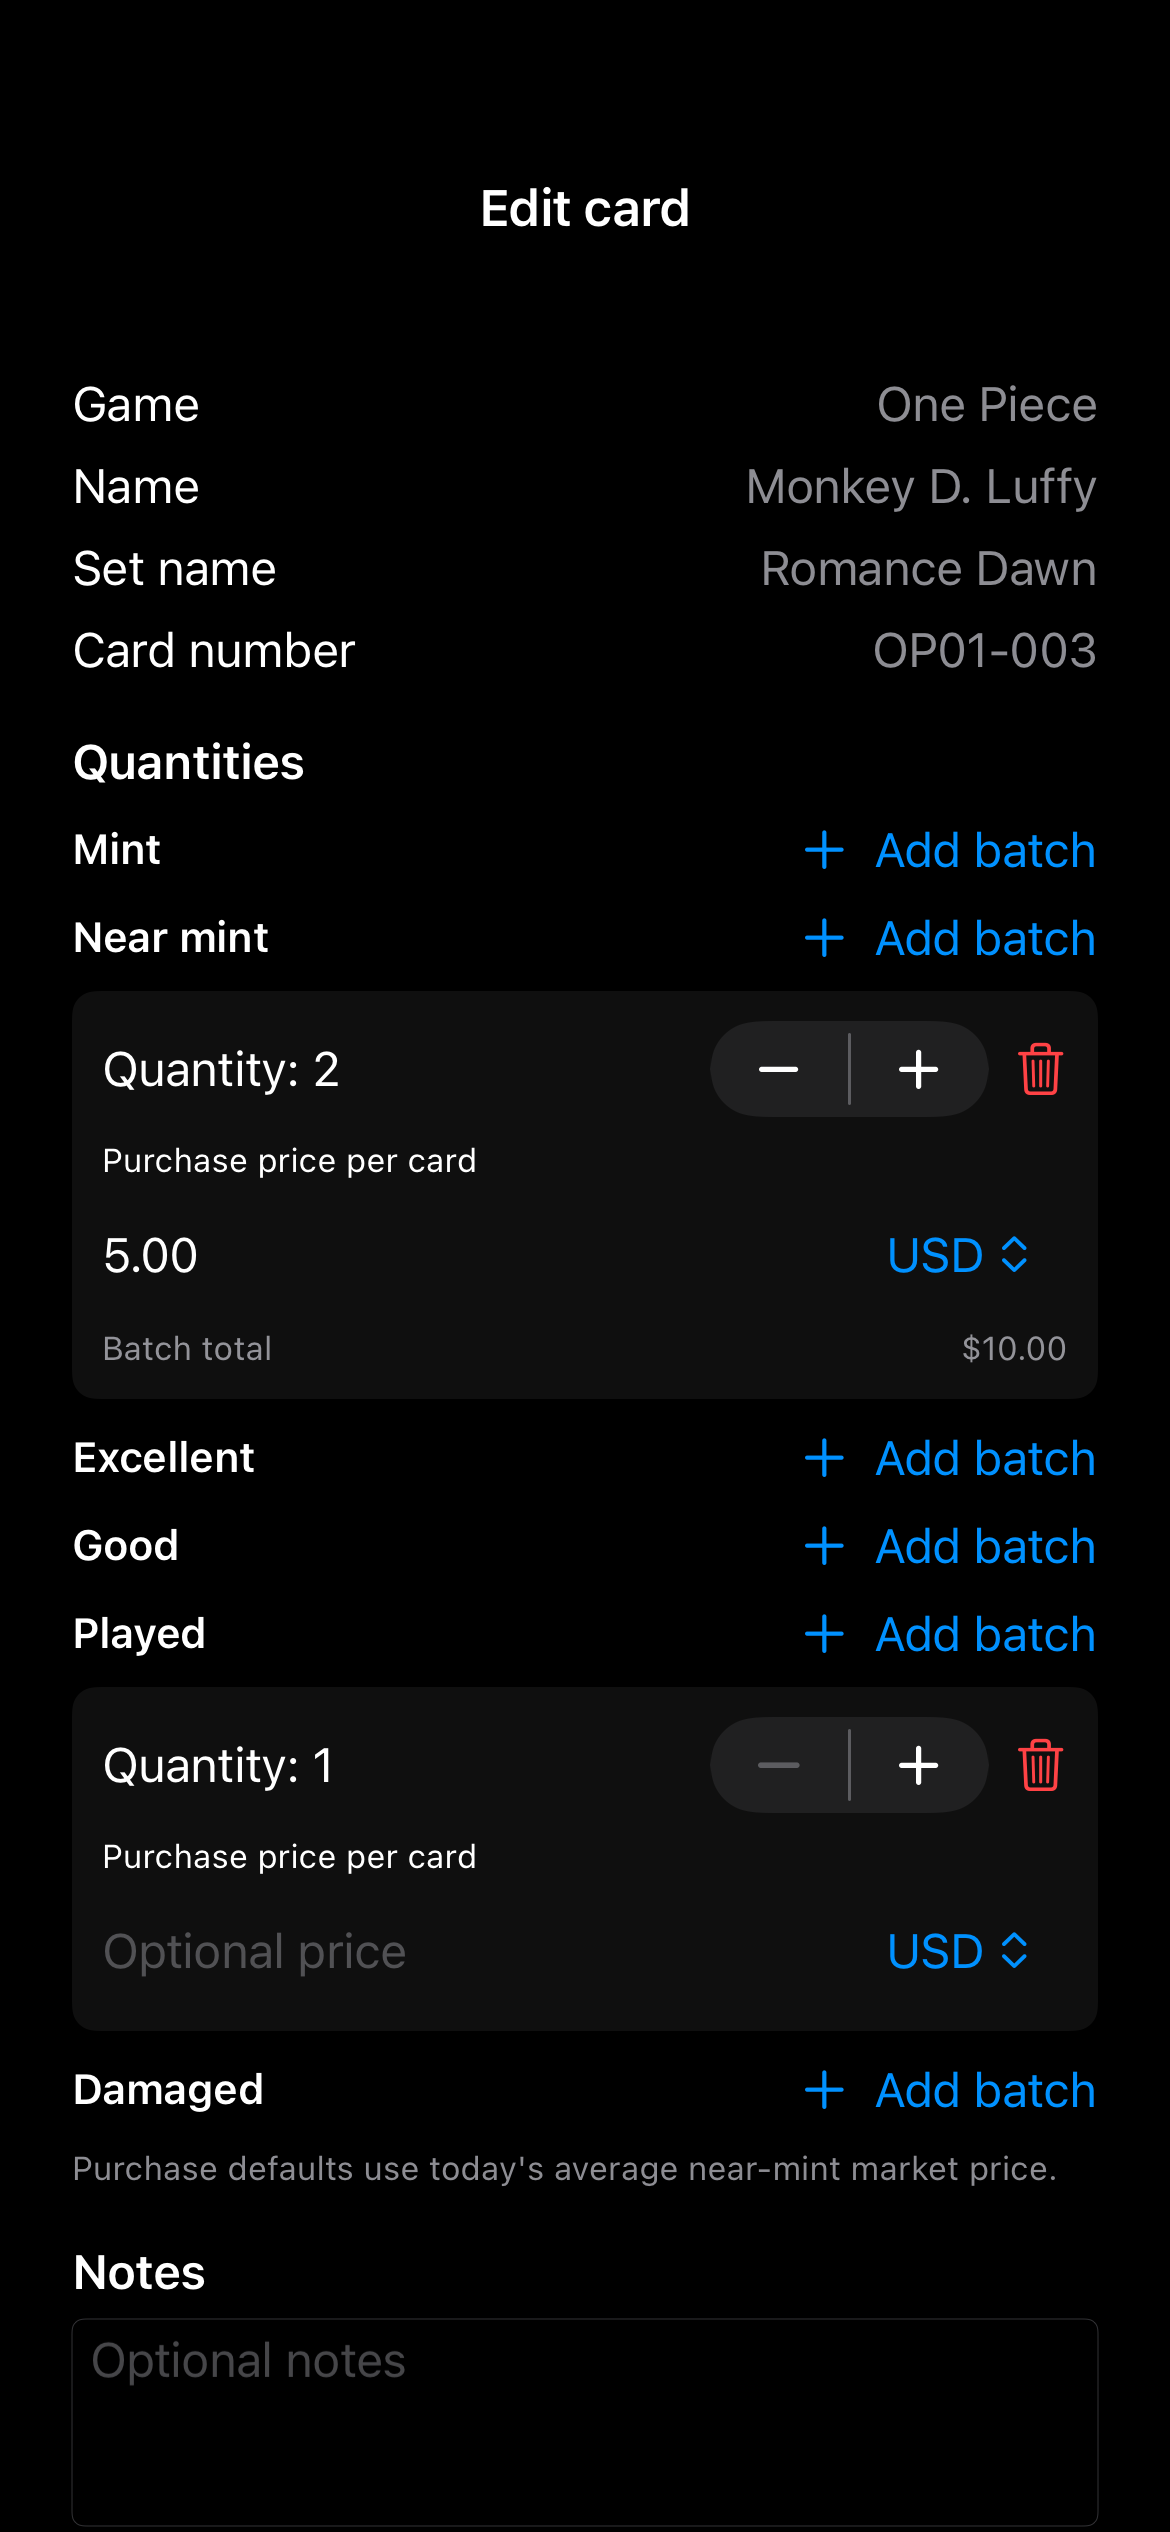 Edit card
Game One Piece
Name Monkey D. Luffy
Set name Romance Dawn
Card number OP01-003
Quantities
Mint + Add batch
Near mint + Add batch
Quantity: 2 − +
Purchase price per card
5.00 USD
Batch total $10.00
Excellent + Add batch
Good + Add batch
Played + Add batch
Quantity: 1 − +
Purchase price per card
Optional price USD
Damaged + Add batch
Purchase defaults use today's average near-mint market price.
Notes
Optional notes